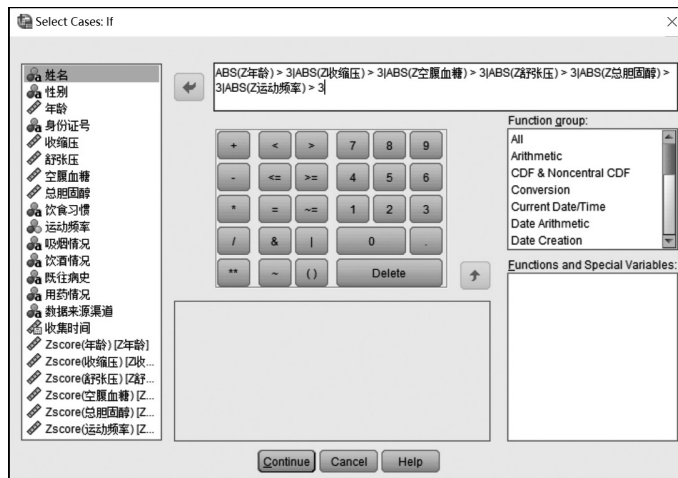 Select Cases: If
姓名
性别
年龄
身份证号
收缩压
舒张压
空腹血糖
总胆固醇
饮食习惯
运动频率
吸烟情况
饮酒情况
既往病史
用药情况
数据来源渠道
收集时间
Zscore(年龄) [Z年龄]
Zscore(收缩压) [Z收...
Zscore(舒张压) [Z舒...
Zscore(空腹血糖) [Z...
Zscore(总胆固醇) [Z...
Zscore(运动频率) [Z...
ABS(Z年龄) > 3|ABS(Z收缩压) > 3|ABS(Z空腹血糖) > 3|ABS(Z舒张压) > 3|ABS(Z总胆固醇) >
3|ABS(Z运动频率) > 3
+ < > 7 8 9
- <= >= 4 5 6
* = ~= 1 2 3
/ & | 0 .
** ~ () Delete
Function group:
All
Arithmetic
CDF & Noncentral CDF
Conversion
Current Date/Time
Date Arithmetic
Date Creation
Functions and Special Variables:
Continue Cancel Help